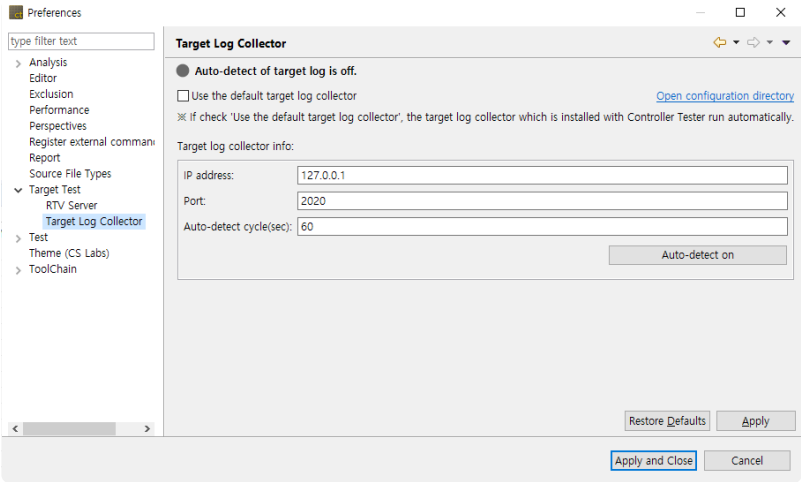 Preferences
type filter text
Analysis
Editor
Exclusion
Performance
Perspectives
Register external comman
Report
Source File Types
Target Test
RTV Server
Target Log Collector
Test
Theme (CS Labs)
ToolChain
Target Log Collector
Auto-detect of target log is off.
Use the default target log collector
Open configuration directory
※ If check 'Use the default target log collector', the target log collector which is installed with Controller Tester run automatically.
Target log collector info:
IP address: 127.0.0.1
Port: 2020
Auto-detect cycle(sec): 60
Auto-detect on
Restore Defaults Apply
Apply and Close Cancel